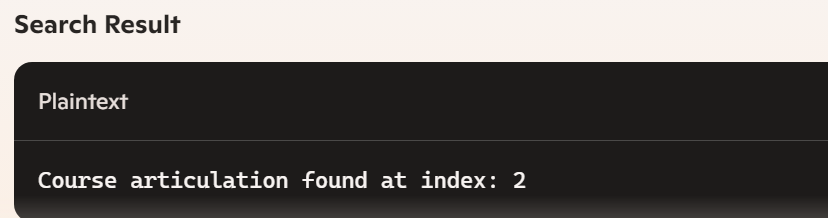 Search Result
Plaintext
Course articulation found at index: 2